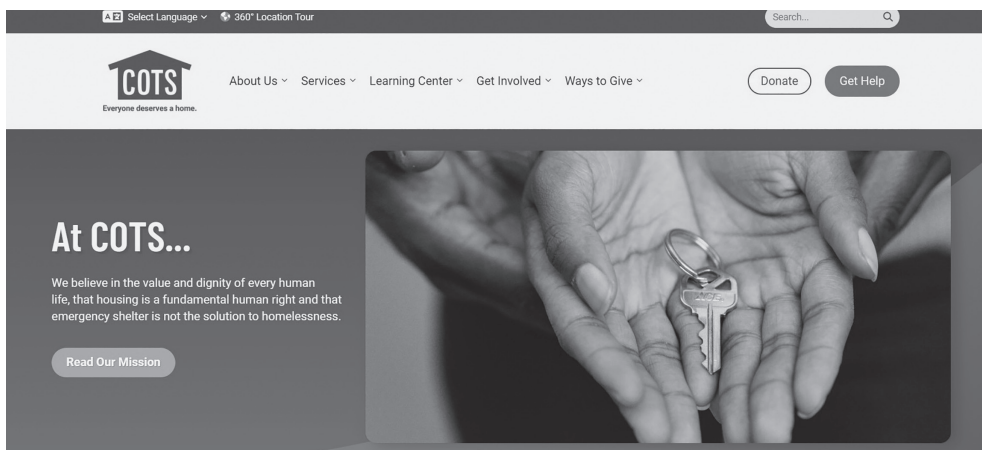 Select Language
360° Location Tour
Search...
COTS
Everyone deserves a home.
About Us
Services
Learning Center
Get Involved
Ways to Give
Donate
Get Help
At COTS...
We believe in the value and dignity of every human
life, that housing is a fundamental human right and that
emergency shelter is not the solution to homelessness.
Read Our Mission